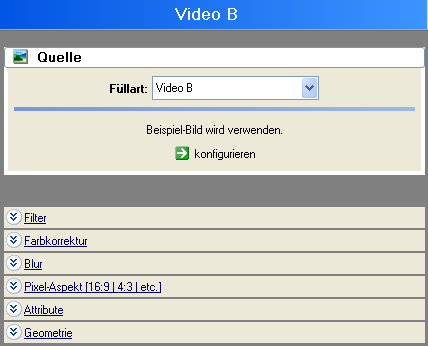 Video B
Quelle
Füllart: Video B
Beispiel-Bild wird verwenden.
konfigurieren
Filter
Farbkorrektur
Blur
Pixel-Aspekt [16:9 | 4:3 | etc.]
Attribute
Geometrie